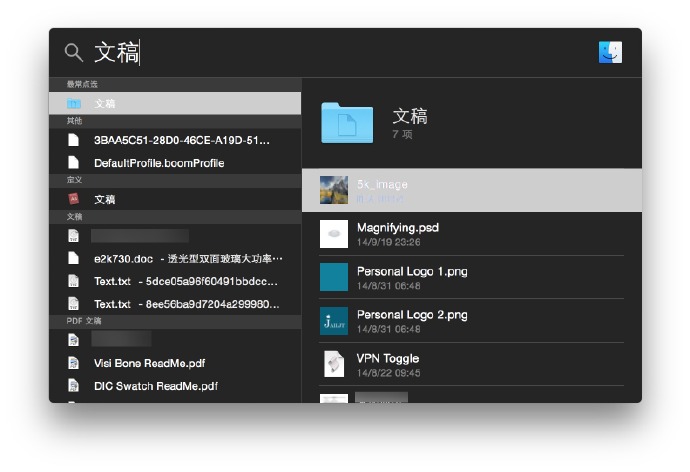 文稿
最常点选
文稿
其他
3BAA5C51-28D0-46CE-A19D-51...
DefaultProfile.boomProfile
定义
文稿
文稿
e2k730.doc - 透光型双面玻璃大功率...
Text.txt - 5dce05a96f60491bbdcc...
Text.txt - 8ee56ba9d7204a299980...
PDF 文稿
Visi Bone ReadMe.pdf
DIC Swatch ReadMe.pdf
文稿
7 项
5k_image
Magnifying.psd
14/9/19 23:26
Personal Logo 1.png
14/8/31 06:48
Personal Logo 2.png
14/8/31 06:48
VPN Toggle
14/8/22 09:45